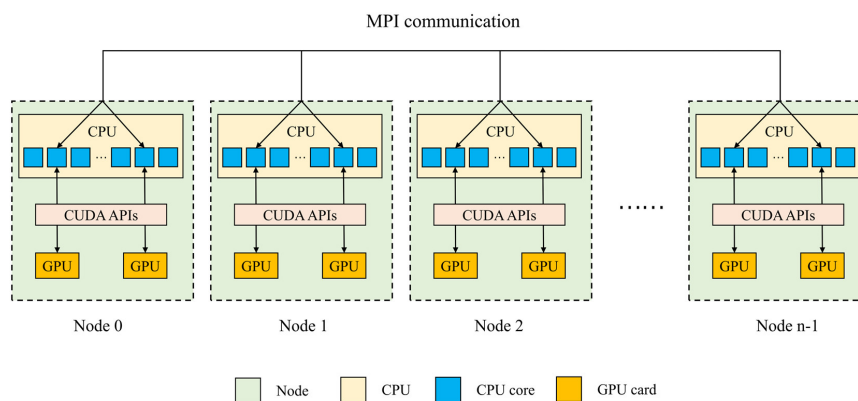 MPI communication
CPU CPU CPU CPU
... ... ... ...
CUDA APIs CUDA APIs CUDA APIs CUDA APIs
......
GPU GPU GPU GPU GPU GPU GPU GPU
Node 0 Node 1 Node 2 Node n-1
Node CPU CPU core GPU card